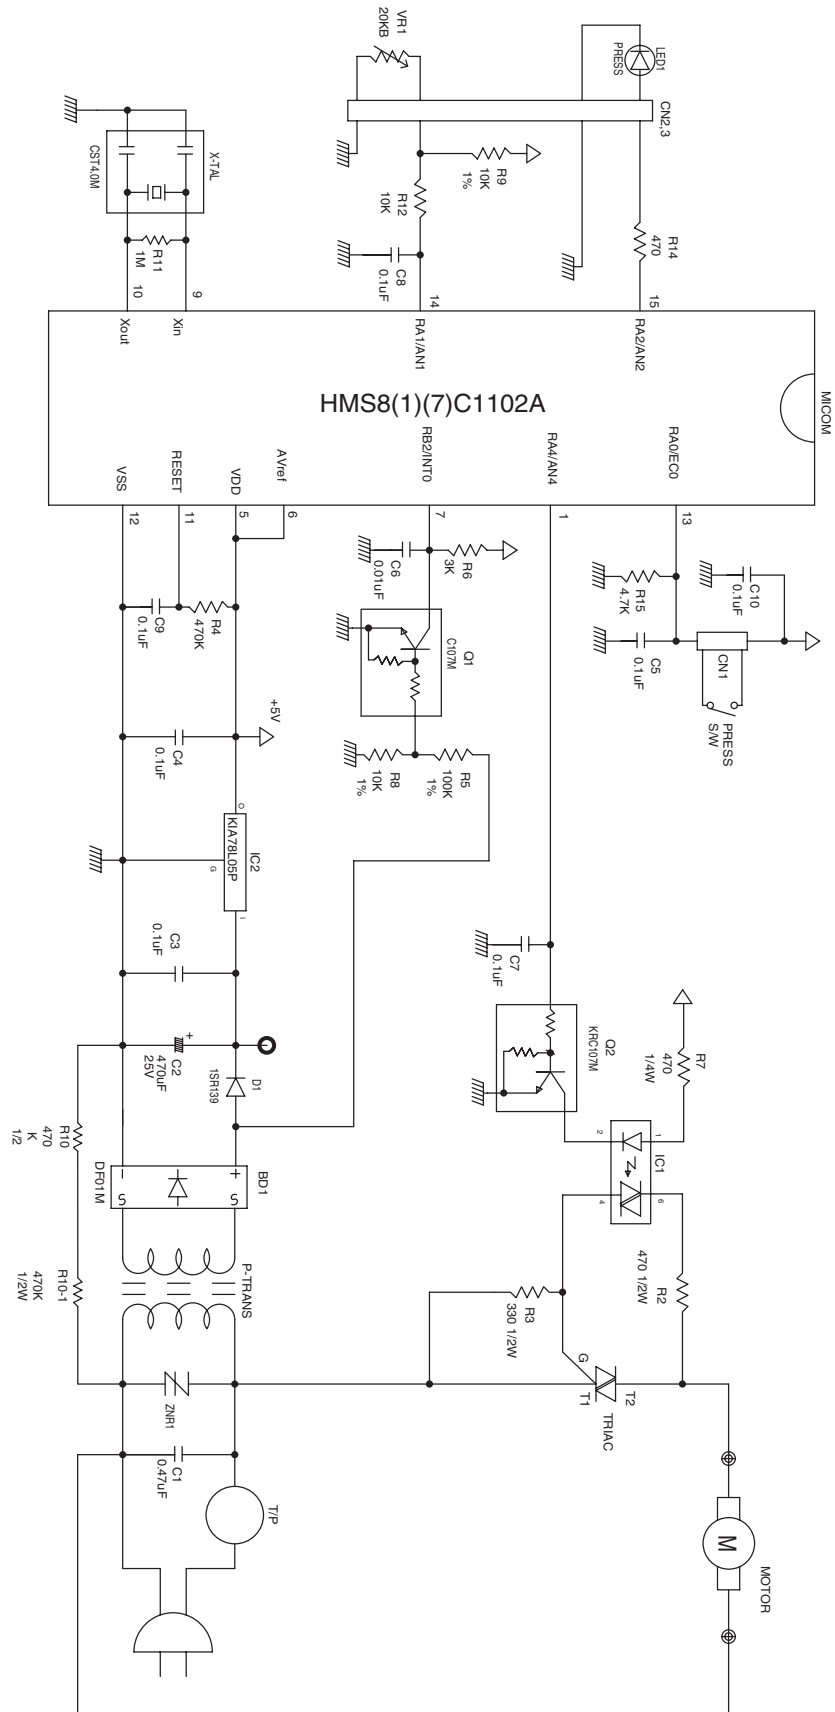 VR1
20KB
LED1
PRESS
CN2,3
X-TAL
CST4.0M
R9
10K
1%
R12
10K
R14
470
R11
1M
C8
0.1uF
10
9
14
15
Xout
Xin
RA1/AN1
RA2/AN2
MICOM
HMS8(1)(7)C1102A
VSS
RESET
VDD
AVref
RB2/INT0
RA4/AN4
RA0/EC0
12
11
5
6
7
1
13
C6
0.01uF
R6
3K
R15
4.7K
C10
0.1uF
C9
0.1uF
R4
470K
Q1
C107M
C5
0.1uF
CN1
PRESS
S/W
+5V
C4
0.1uF
R8
10K
1%
R5
100K
1%
O
KIA78L05P
G
I
IC2
C3
0.1uF
C7
0.1uF
Q2
KRC107M
R7
470
1/4W
+
C2
470uF
25V
D1
1SR139
R10
470
K
1/2
2
1
IC1
4
6
DF01M
BD1
-
+
S
S
P-TRANS
R10-1
470K
1/2W
R3
330 1/2W
R2
470 1/2W
G
T1
T2
TRIAC
ZNR1
C1
0.47uF
T/P
M
MOTOR